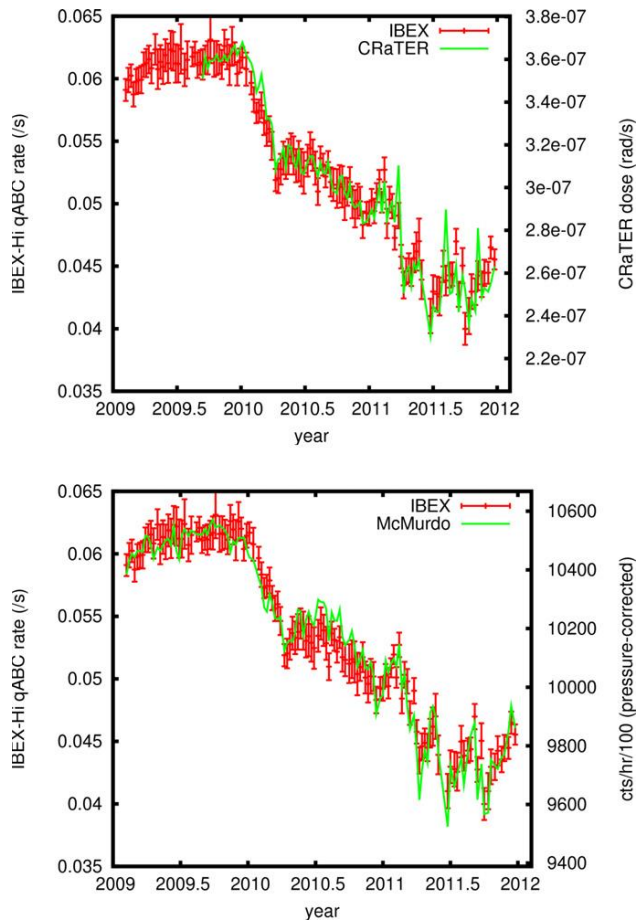 0.065
0.06
0.055
0.05
0.045
0.04
0.035
IBEX-Hi qABC rate (/s)
IBEX
CRaTER
3.8e-07
3.6e-07
3.4e-07
3.2e-07
3e-07
2.8e-07
2.6e-07
2.4e-07
2.2e-07
CRaTER dose (rad/s)
2009 2009.5 2010 2010.5 2011 2011.5 2012
year
0.065
0.06
0.055
0.05
0.045
0.04
0.035
IBEX-Hi qABC rate (/s)
IBEX
McMurdo
10600
10400
10200
10000
9800
9600
9400
cts/hr/100 (pressure-corrected)
2009 2009.5 2010 2010.5 2011 2011.5 2012
year